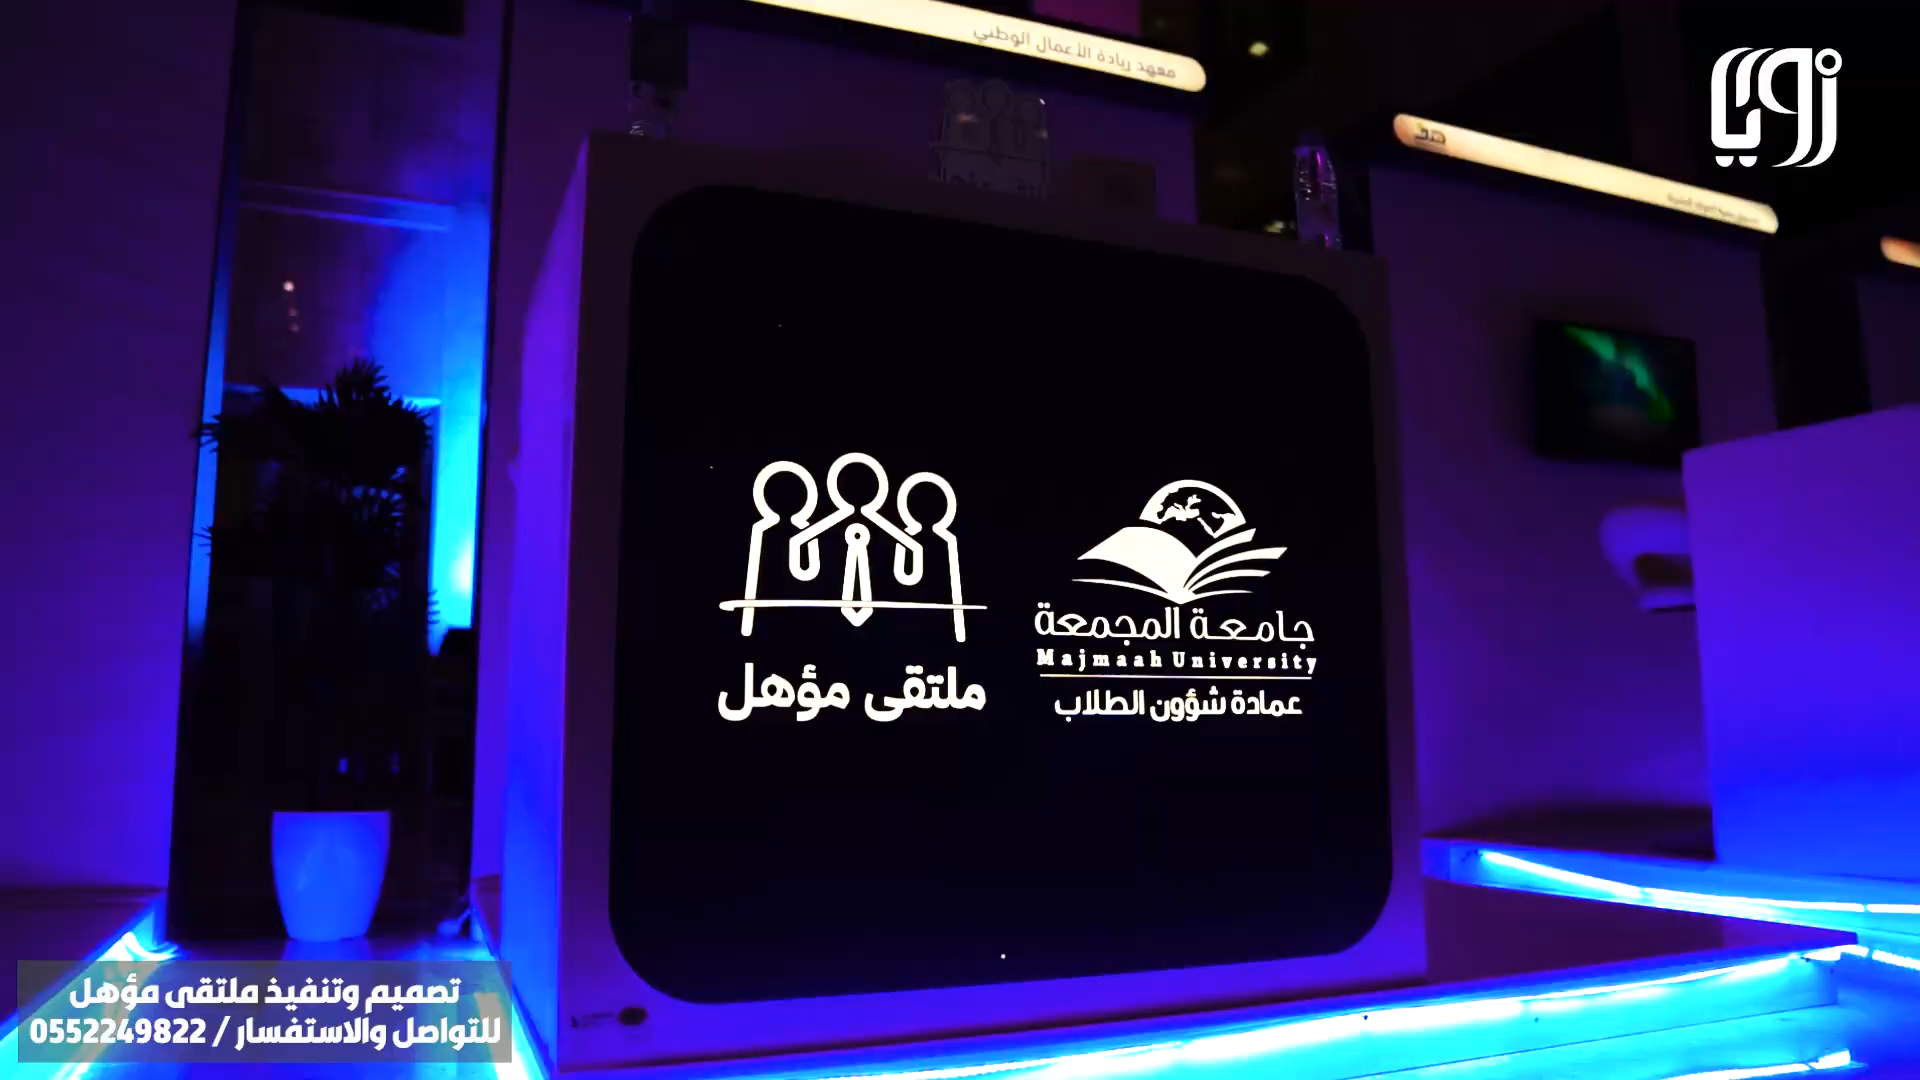 معهد ريادة الأعمال الوطني
زوايا
هدف
ملتقى مؤهل
جامعة المجمعة
Majmaah University
عمادة شؤون الطلاب
تصميم وتنفيذ ملتقى مؤهل
للتواصل والاستفسار / 0552249822